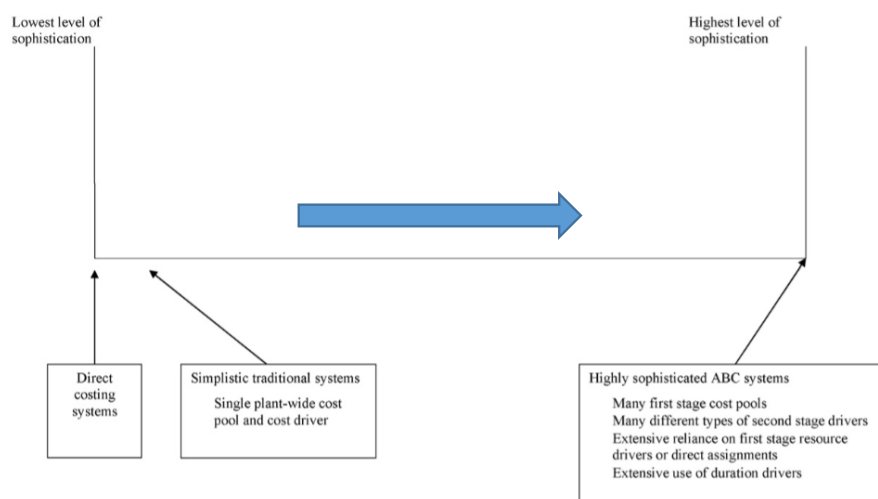 Lowest level of
sophistication
Highest level of
sophistication
Direct
costing
systems
Simplistic traditional systems
Single plant-wide cost
pool and cost driver
Highly sophisticated ABC systems
Many first stage cost pools
Many different types of second stage drivers
Extensive reliance on first stage resource
drivers or direct assignments
Extensive use of duration drivers